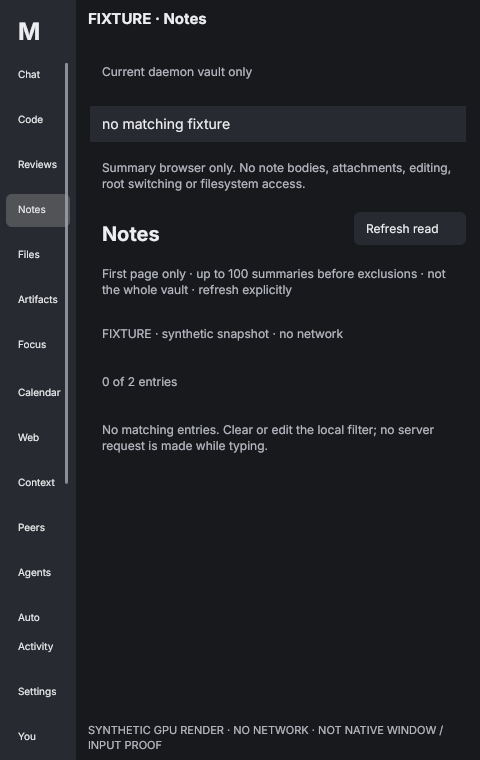 M
Chat
Code
Reviews
Notes
Files
Artifacts
Focus
Calendar
Web
Context
Peers
Agents
Auto
Activity
Settings
You
FIXTURE · Notes
Current daemon vault only
no matching fixture
Summary browser only. No note bodies, attachments, editing,
root switching or filesystem access.
Notes
Refresh read
First page only · up to 100 summaries before exclusions · not
the whole vault · refresh explicitly
FIXTURE · synthetic snapshot · no network
0 of 2 entries
No matching entries. Clear or edit the local filter; no server
request is made while typing.
SYNTHETIC GPU RENDER · NO NETWORK · NOT NATIVE WINDOW /
INPUT PROOF